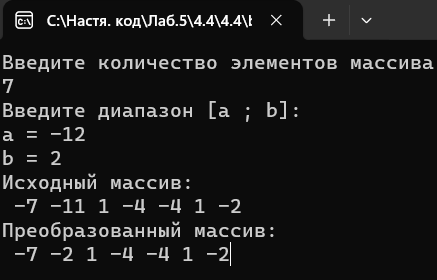 C:\Настя. код\Лаб.5\4.4\4.4\
Введите количество элементов массива
7
Введите диапазон [a ; b]:
a = -12
b = 2
Исходный массив:
-7 -11 1 -4 -4 1 -2
Преобразованный массив:
-7 -2 1 -4 -4 1 -2